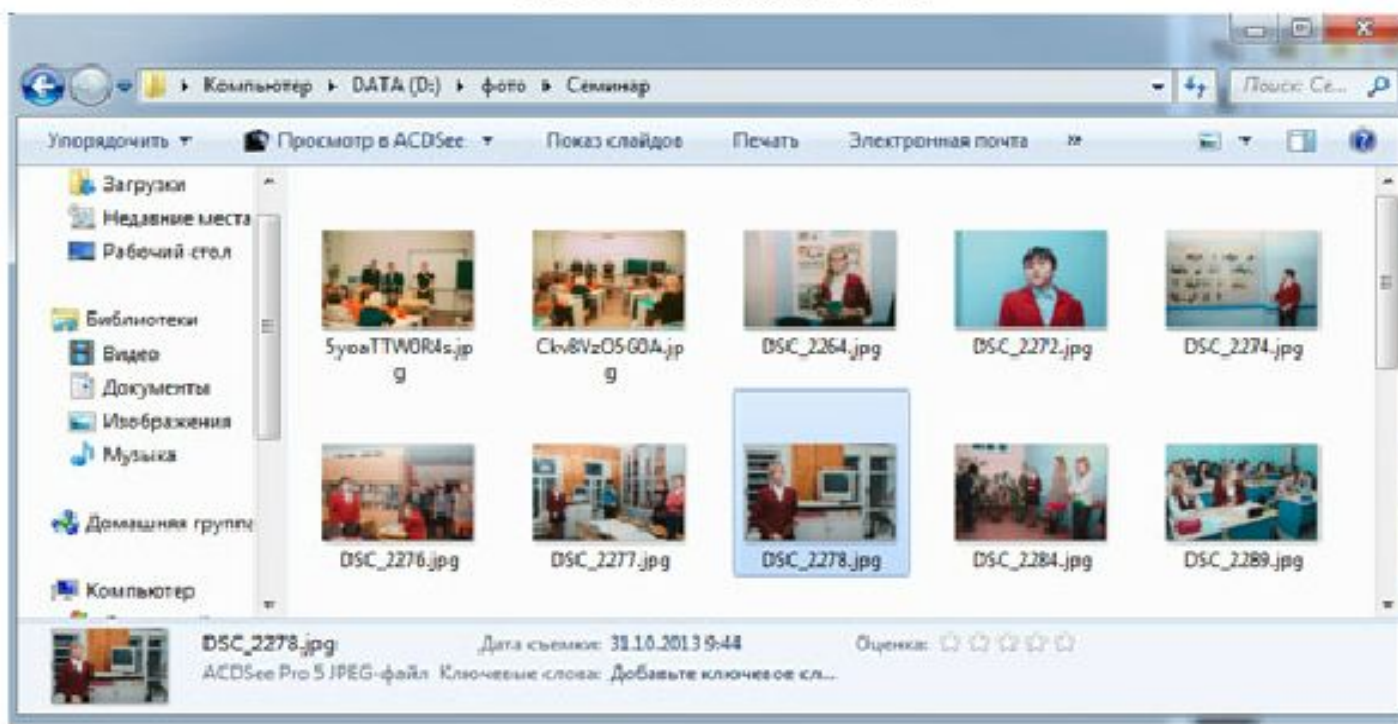 Компьютер ▸ DATA (D:) ▸ фото ▸ Семинар
Поиск: Се...
Упорядочить Просмотр в ACDSee Показ слайдов Печать Электронная почта »
Загрузки
Недавние места
Рабочий стол
Библиотеки
Видео
Документы
Изображения
Музыка
Домашняя группа
Компьютер
DSC_2264.jpg DSC_2272.jpg DSC_2274.jpg
DSC_2276.jpg DSC_2277.jpg DSC_2278.jpg DSC_2284.jpg DSC_2289.jpg
DSC_2278.jpg Дата съемки: 31.10.2013 9:44 Оценка:
ACDSee Pro 5 JPEG-файл Ключевые слова: Добавьте ключевое сл...